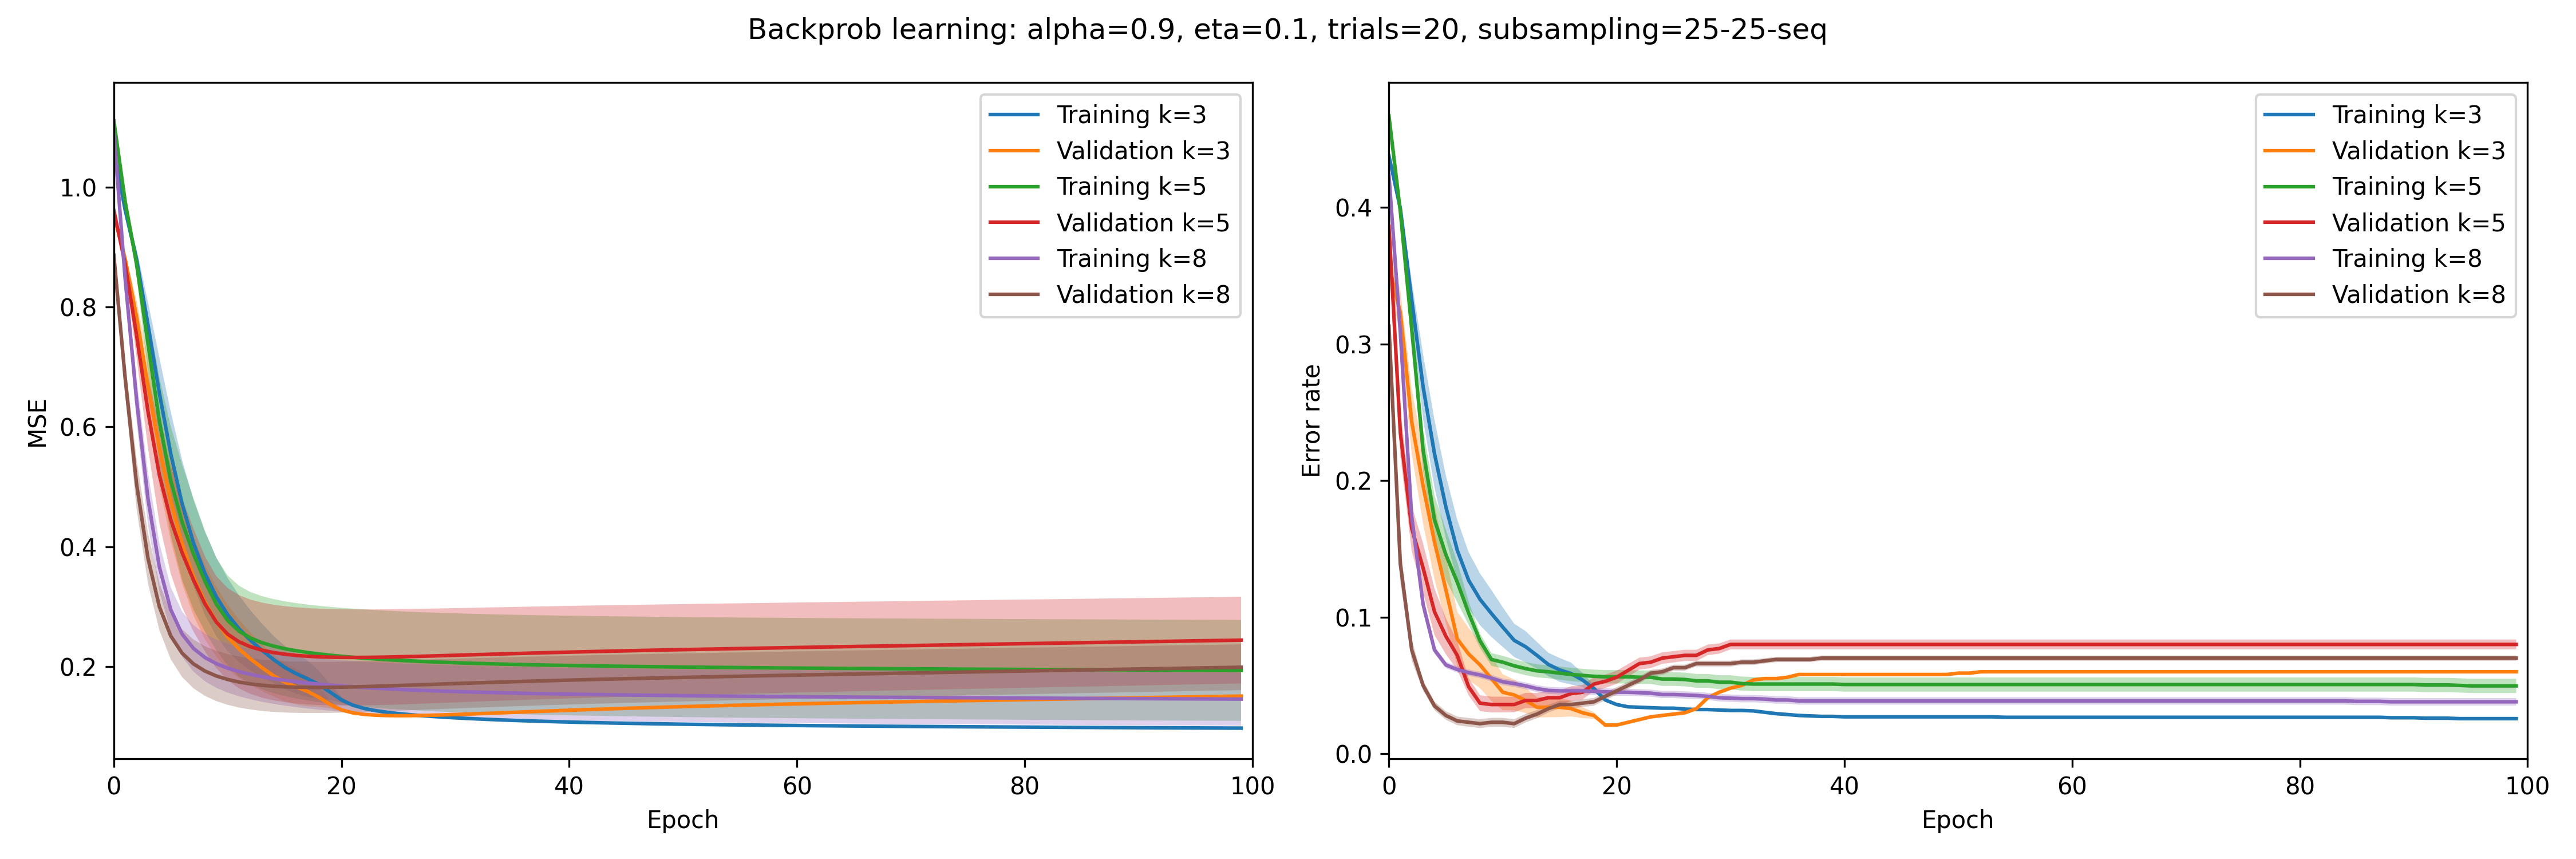 Backprob learning: alpha=0.9, eta=0.1, trials=20, subsampling=25-25-seq
MSE
1.0
0.8
0.6
0.4
0.2
0
20
40
60
80
100
Epoch
Training k=3
Validation k=3
Training k=5
Validation k=5
Training k=8
Validation k=8
Error rate
0.4
0.3
0.2
0.1
0.0
0
20
40
60
80
100
Epoch
Training k=3
Validation k=3
Training k=5
Validation k=5
Training k=8
Validation k=8